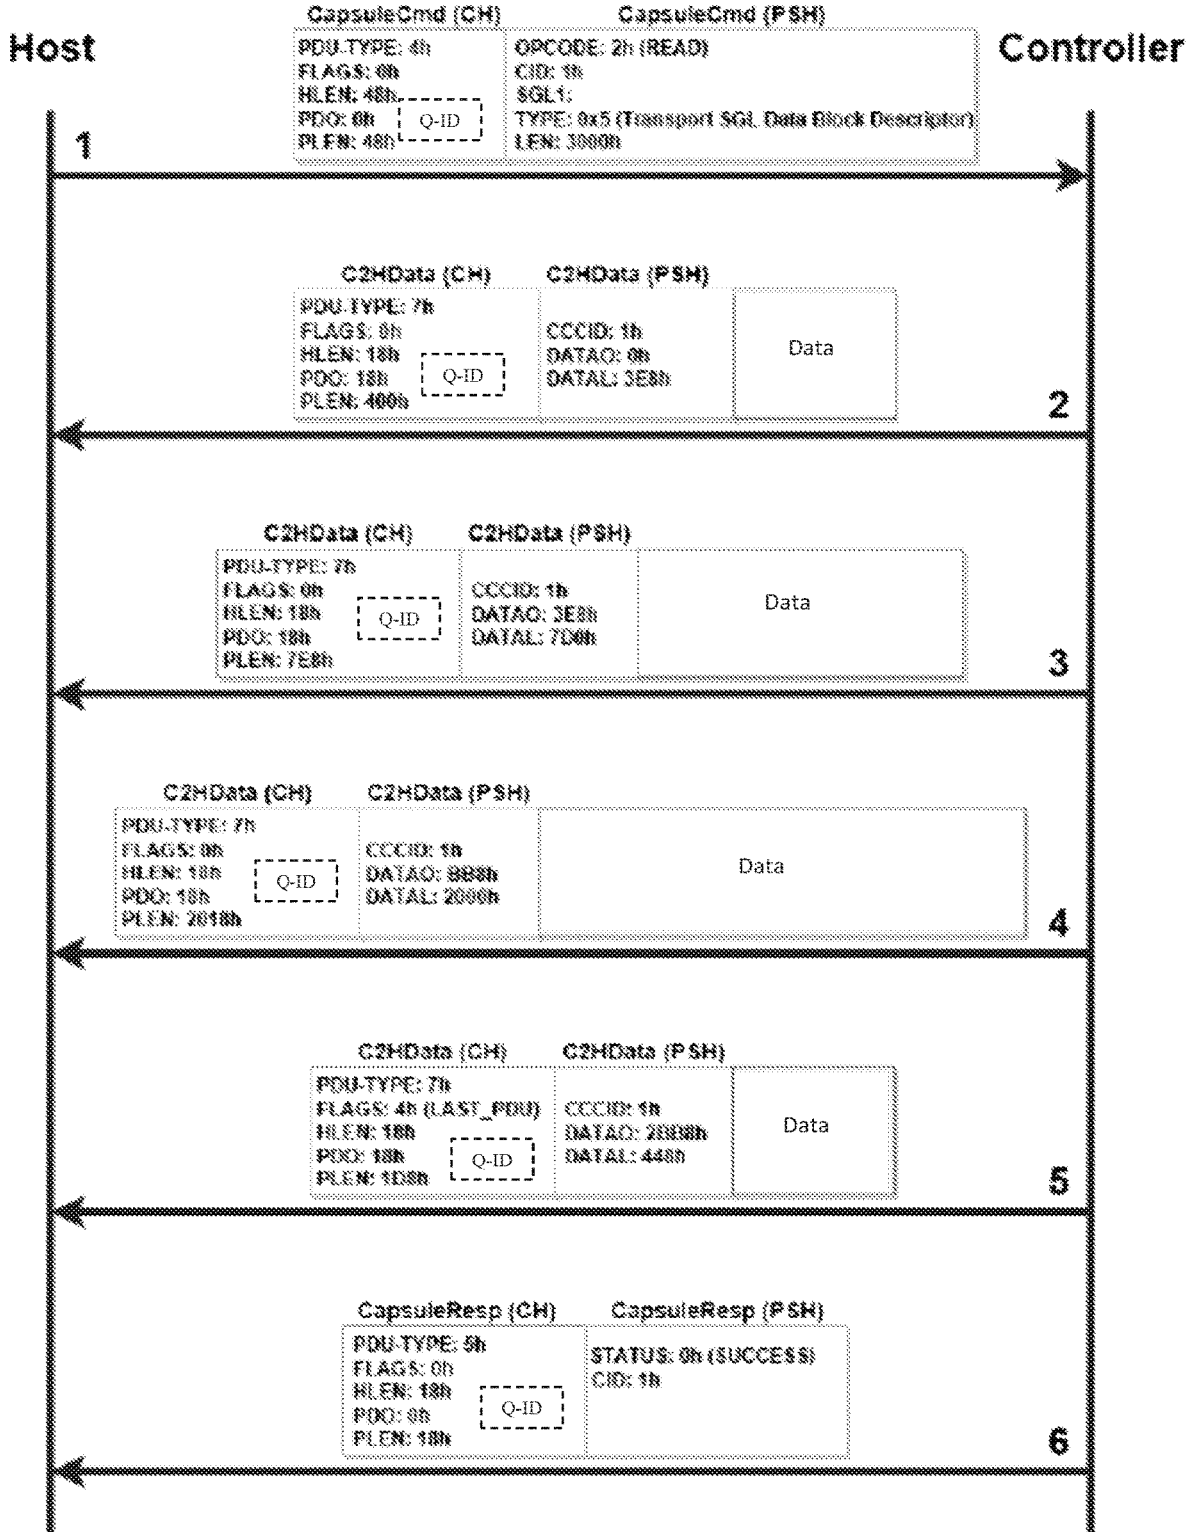 Host
Controller
CapsuleCmd (CH)
CapsuleCmd (PSH)
PDU-TYPE: 4h
FLAGS: 0h
HLEN: 48h
PDO: 0h
PLEN: 48h
Q-ID
OPCODE: 2h (READ)
CID: 1h
SGL1:
TYPE: 0x5 (Transport SGL Data Block Descriptor)
LEN: 3000h
1
C2HData (CH)
C2HData (PSH)
PDU-TYPE: 7h
FLAGS: 0h
HLEN: 18h
PDO: 18h
PLEN: 400h
Q-ID
CCCID: 1h
DATAO: 0h
DATAL: 3E8h
Data
2
C2HData (CH)
C2HData (PSH)
PDU-TYPE: 7h
FLAGS: 0h
HLEN: 18h
PDO: 18h
PLEN: 7E8h
Q-ID
CCCID: 1h
DATAO: 3E8h
DATAL: 7D0h
Data
3
C2HData (CH)
C2HData (PSH)
PDU-TYPE: 7h
FLAGS: 0h
HLEN: 18h
PDO: 18h
PLEN: 2018h
Q-ID
CCCID: 1h
DATAO: BB8h
DATAL: 2000h
Data
4
C2HData (CH)
C2HData (PSH)
PDU-TYPE: 7h
FLAGS: 4h (LAST_PDU)
HLEN: 18h
PDO: 18h
PLEN: 1D8h
Q-ID
CCCID: 1h
DATAO: 2BB8h
DATAL: 448h
Data
5
CapsuleResp (CH)
CapsuleResp (PSH)
PDU-TYPE: 5h
FLAGS: 0h
HLEN: 18h
PDO: 0h
PLEN: 18h
Q-ID
STATUS: 0h (SUCCESS)
CID: 1h
6